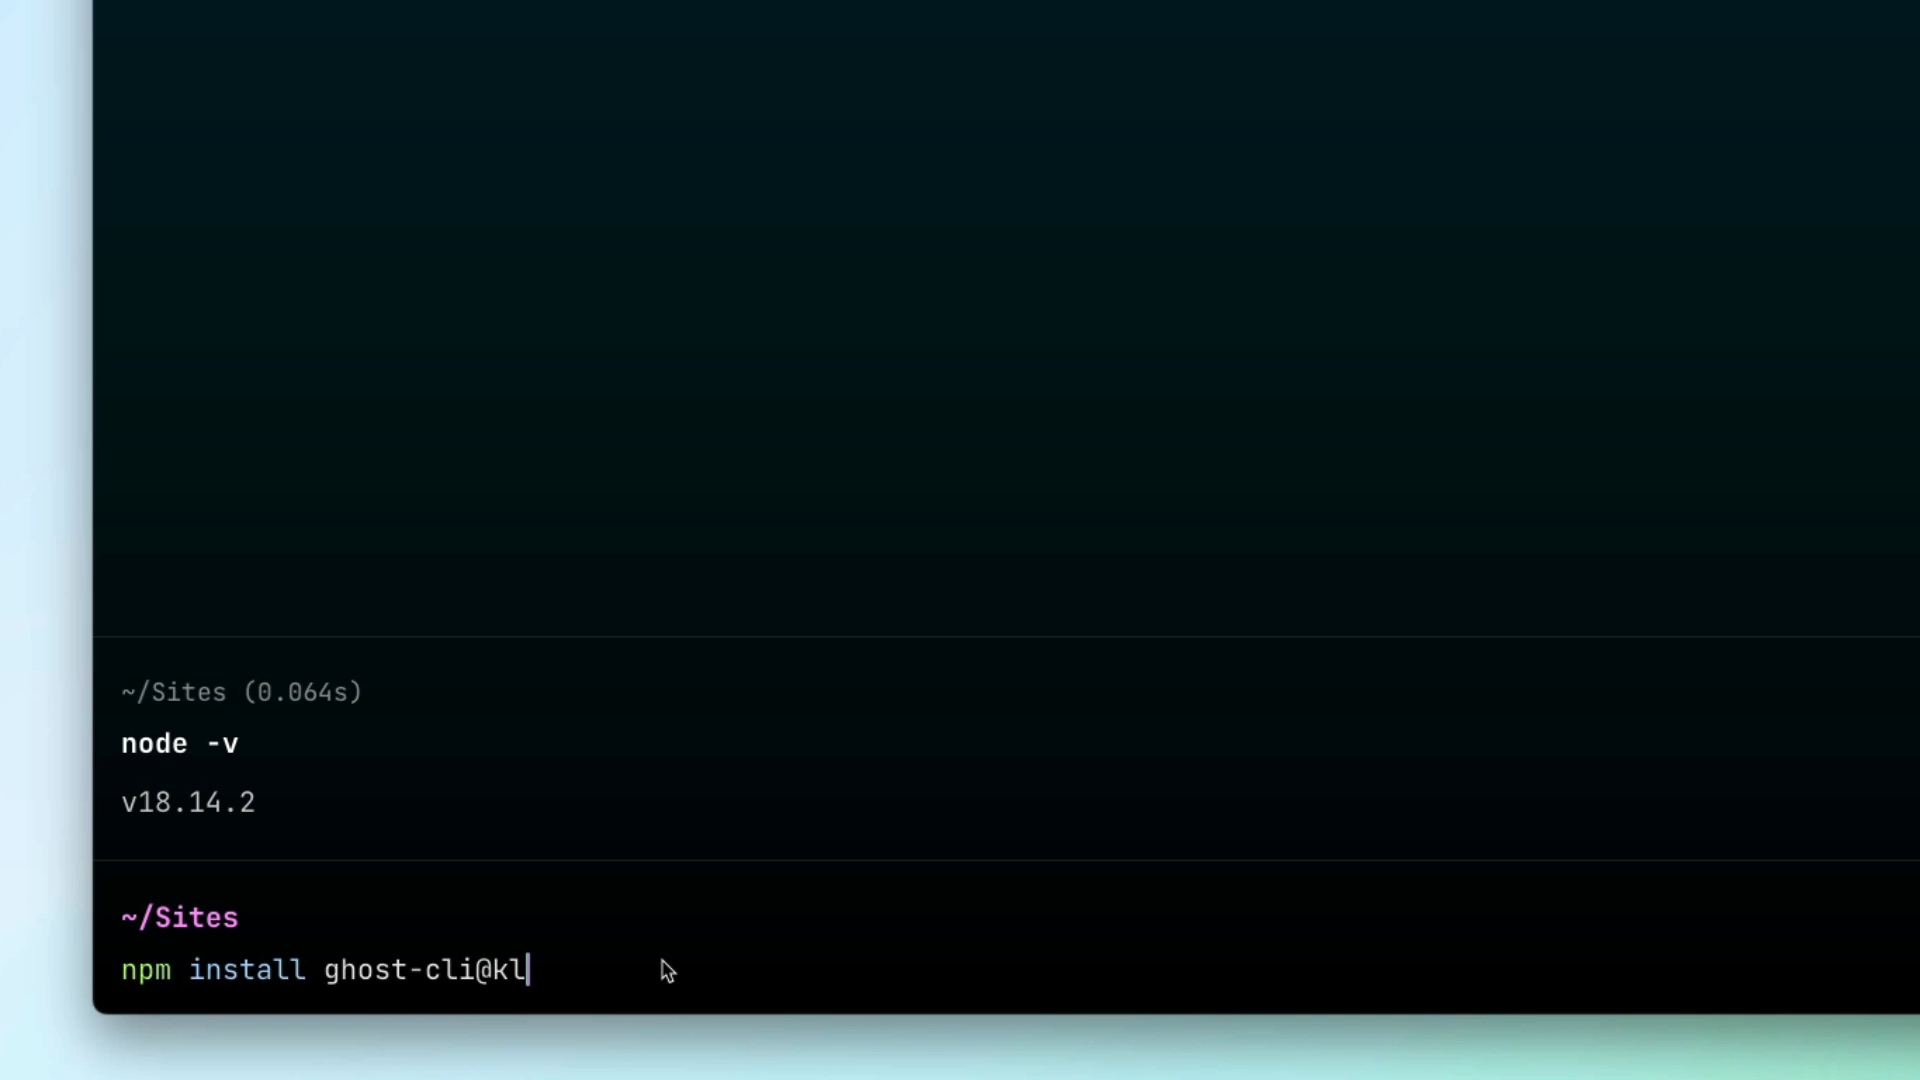 ~/Sites (0.064s)
node -v
v18.14.2
~/Sites
npm install ghost-cli@kl